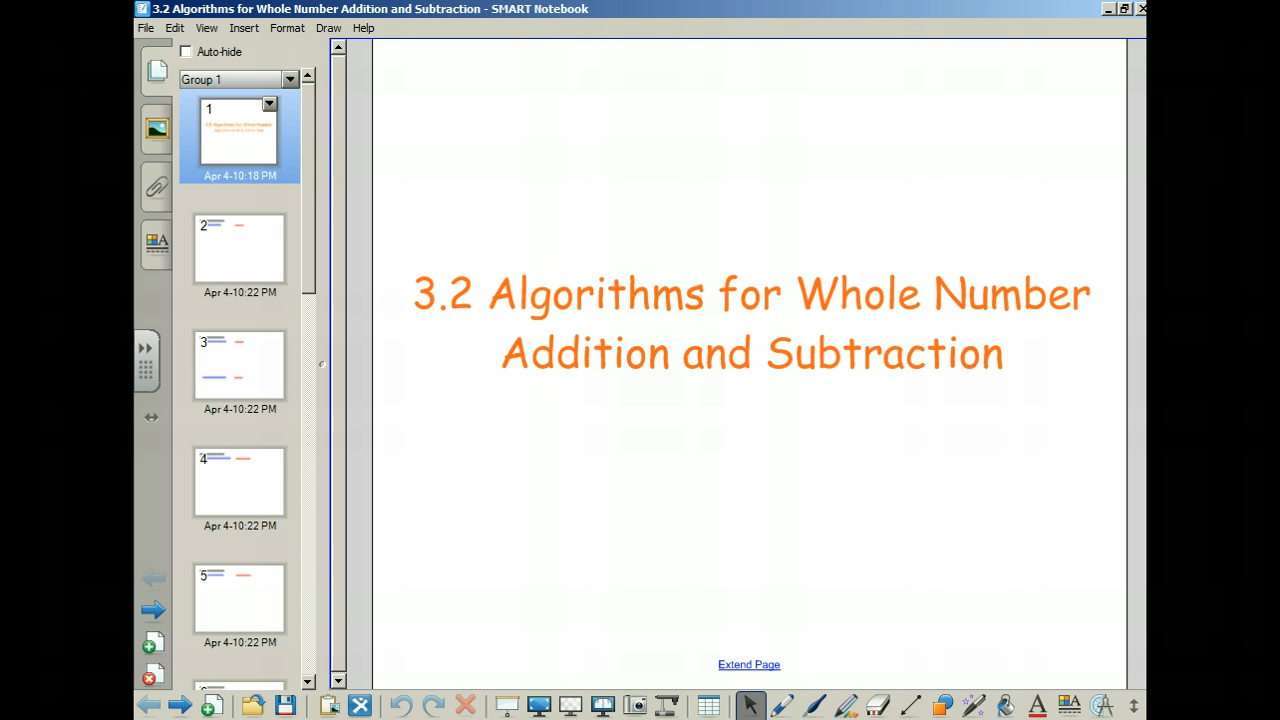 3.2 Algorithms for Whole Number Addition and Subtraction - SMART Notebook
File Edit View Insert Format Draw Help
Auto-hide
Group 1
1
Apr 4-10:18 PM
2
Apr 4-10:22 PM
3
Apr 4-10:22 PM
4
Apr 4-10:22 PM
5
Apr 4-10:22 PM
3.2 Algorithms for Whole Number
Addition and Subtraction
Extend Page